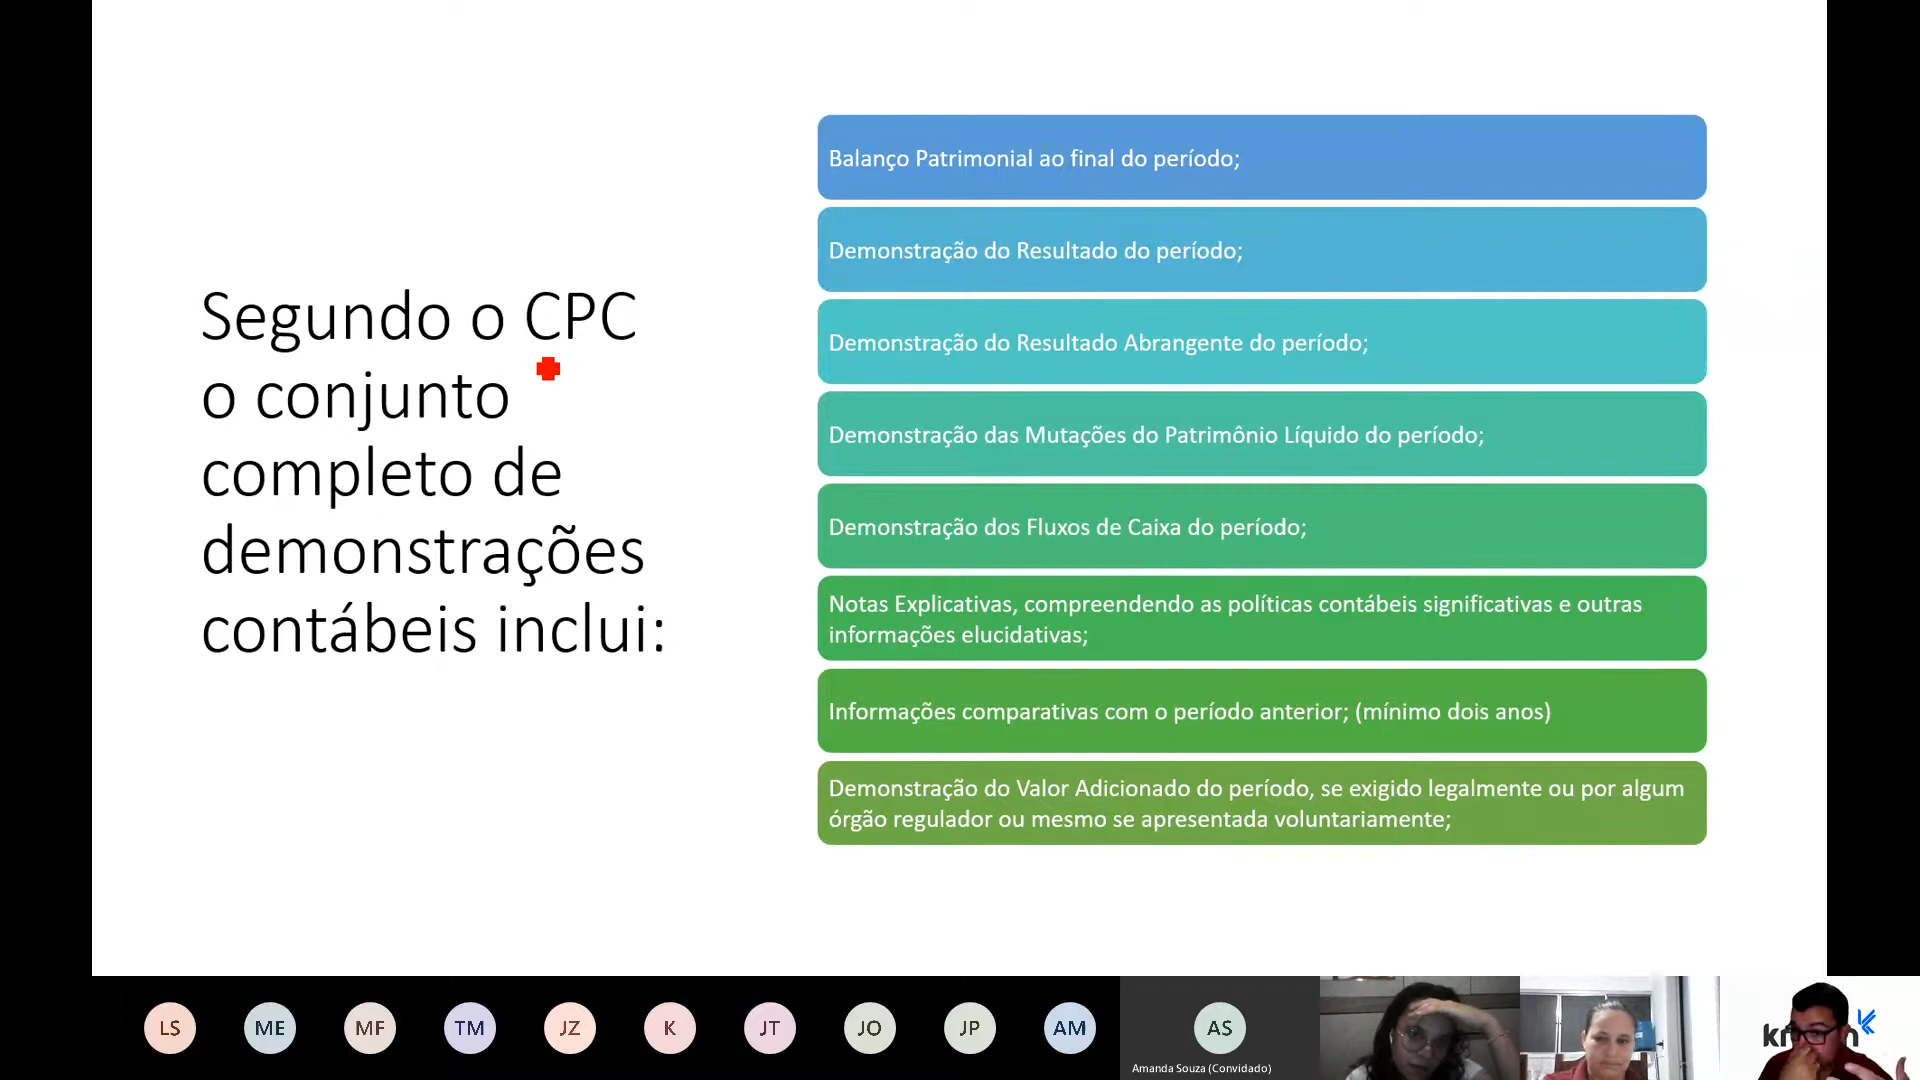 Segundo o CPC
o conjunto
completo de
demonstrações
contábeis inclui:
Balanço Patrimonial ao final do período;
Demonstração do Resultado do período;
Demonstração do Resultado Abrangente do período;
Demonstração das Mutações do Patrimônio Líquido do período;
Demonstração dos Fluxos de Caixa do período;
Notas Explicativas, compreendendo as políticas contábeis significativas e outras
informações elucidativas;
Informações comparativas com o período anterior; (mínimo dois anos)
Demonstração do Valor Adicionado do período, se exigido legalmente ou por algum
órgão regulador ou mesmo se apresentada voluntariamente;
LS
ME
MF
TM
JZ
K
JT
JO
JP
AM
AS
Amanda Souza (Convidado)